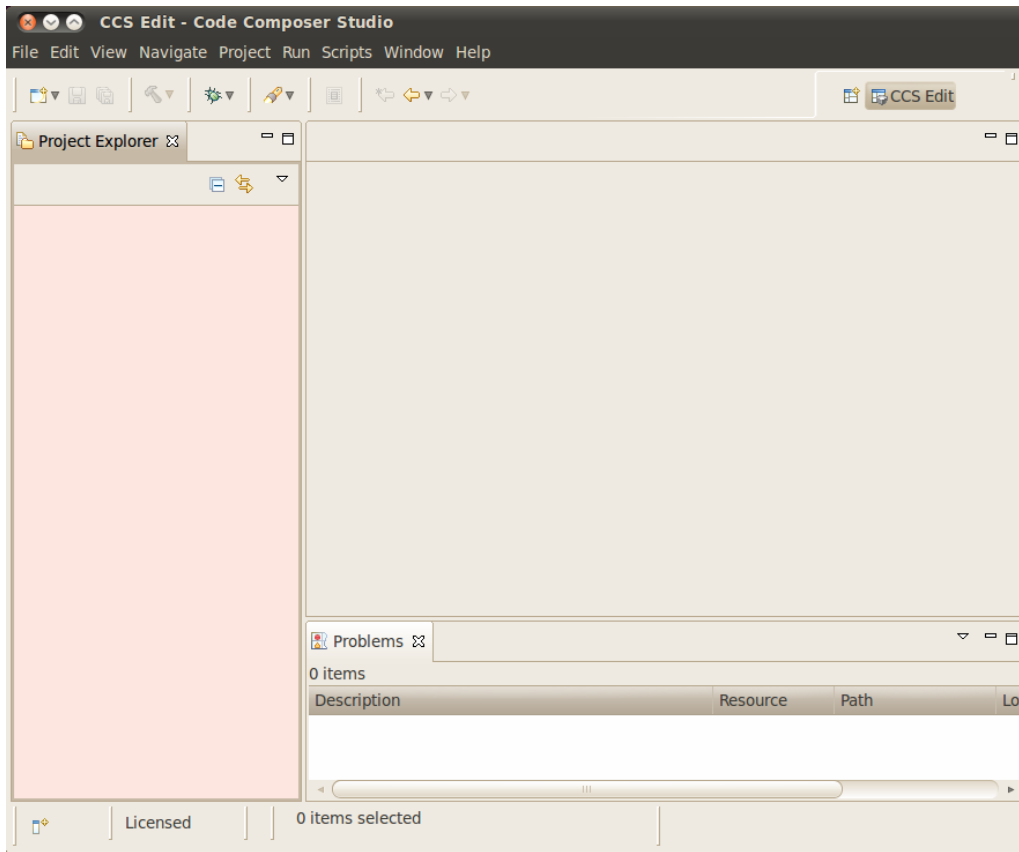 CCS Edit - Code Composer Studio
File Edit View Navigate Project Run Scripts Window Help
CCS Edit
Project Explorer
Problems
0 items
Description Resource Path Lo
Licensed 0 items selected